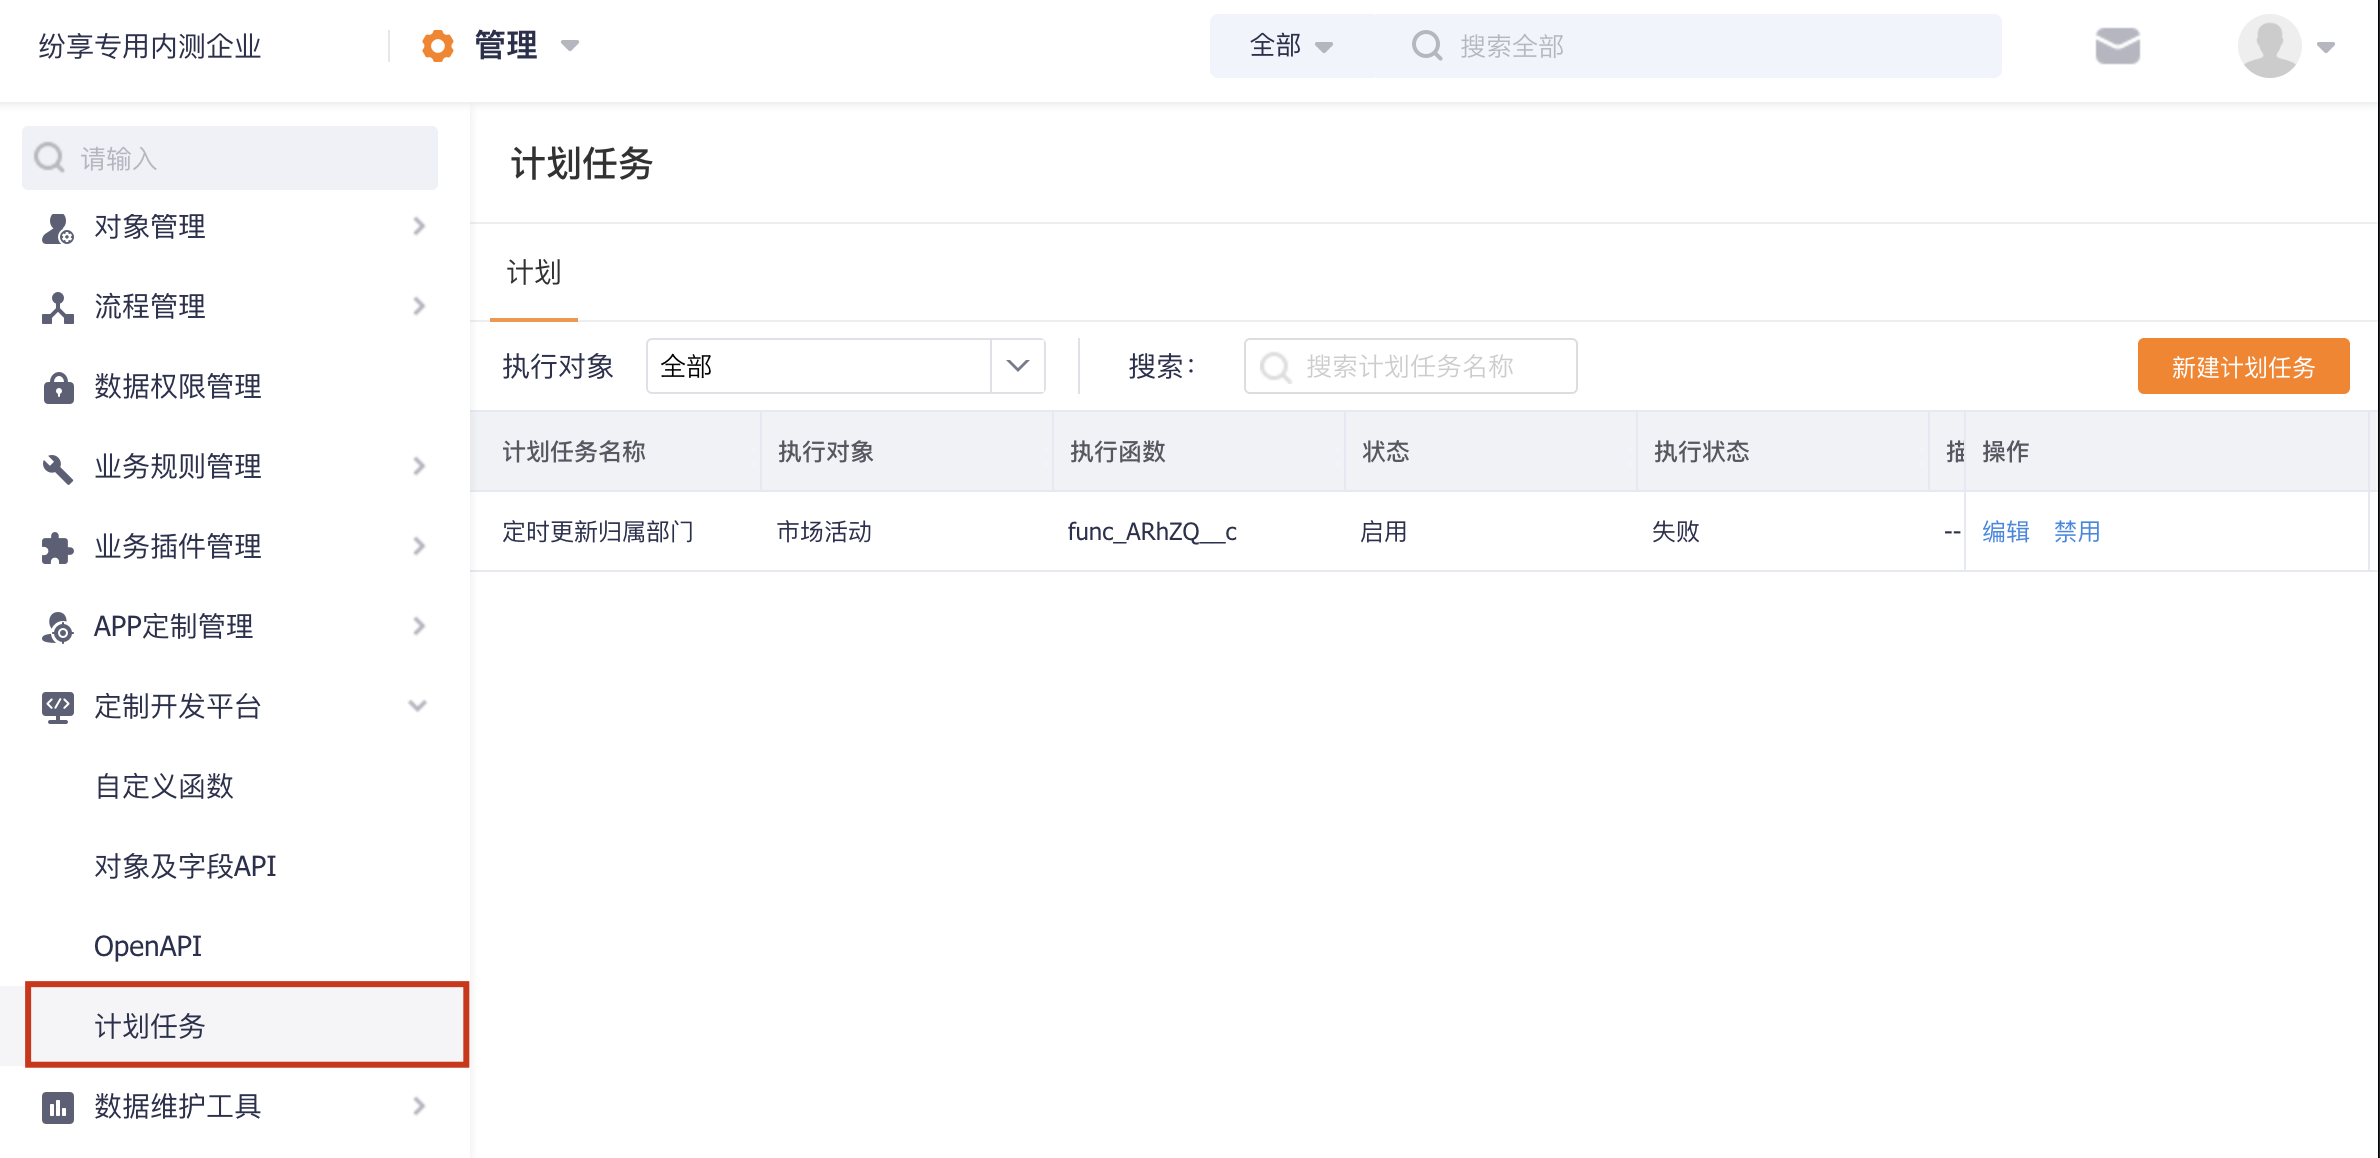 纷享专用内测企业
管理
全部
搜索全部
请输入
对象管理
流程管理
数据权限管理
业务规则管理
业务插件管理
APP定制管理
定制开发平台
自定义函数
对象及字段API
OpenAPI
计划任务
数据维护工具
计划任务
计划
执行对象 全部 搜索： 搜索计划任务名称 新建计划任务
计划任务名称 执行对象 执行函数 状态 执行状态 描 操作
定时更新归属部门 市场活动 func_ARhZQ__c 启用 失败 -- 编辑 禁用